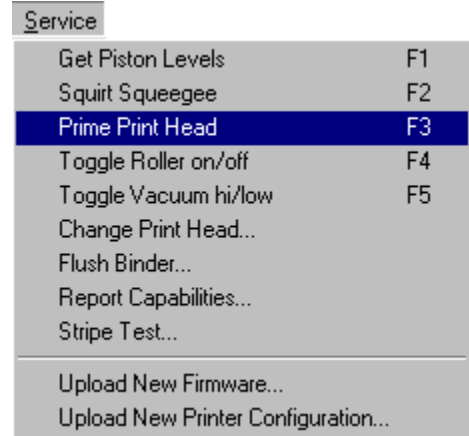 Service
Get Piston Levels F1
Squirt Squeegee F2
Prime Print Head F3
Toggle Roller on/off F4
Toggle Vacuum hi/low F5
Change Print Head...
Flush Binder...
Report Capabilities...
Stripe Test...
Upload New Firmware...
Upload New Printer Configuration...